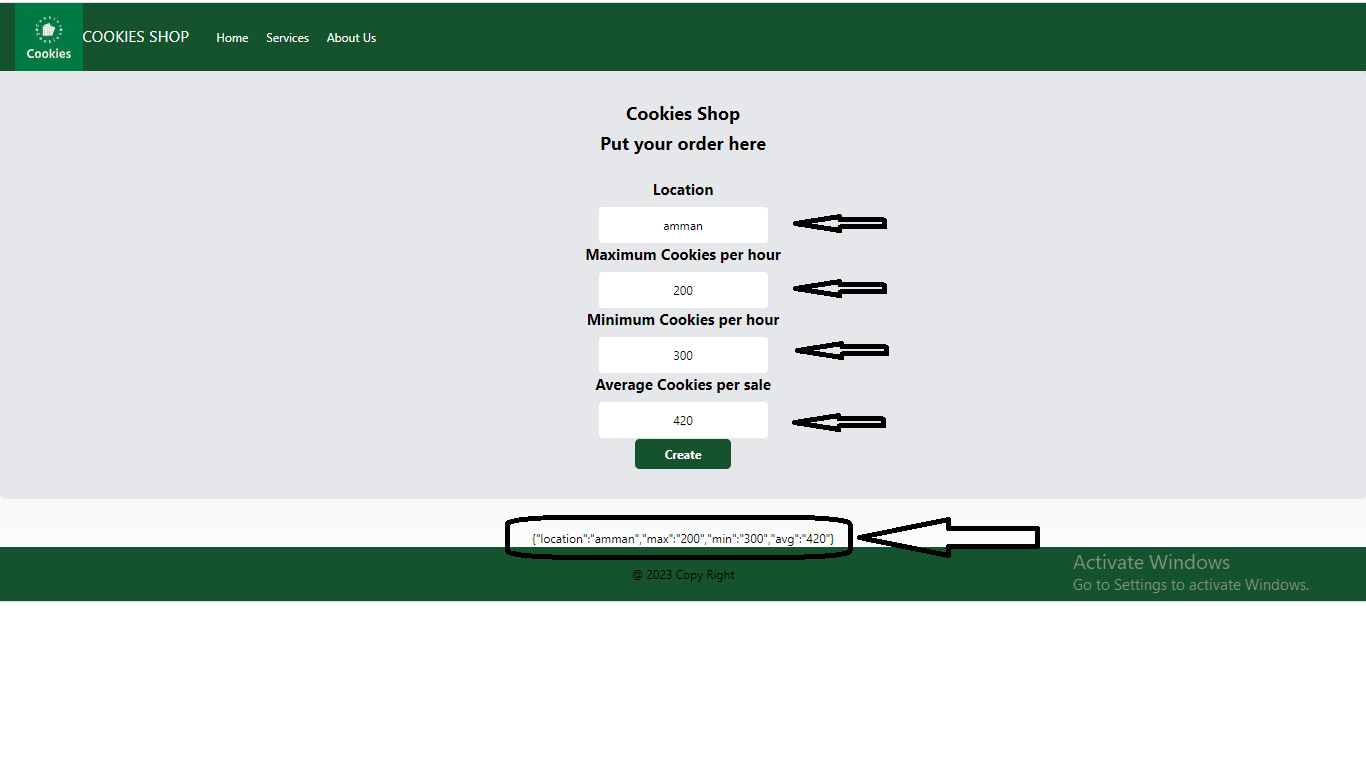 Cookies
COOKIES SHOP Home Services About Us
Cookies Shop
Put your order here
Location
amman
Maximum Cookies per hour
200
Minimum Cookies per hour
300
Average Cookies per sale
420
Create
{"location":"amman","max":"200","min":"300","avg":"420"}
@ 2023 Copy Right
Activate Windows
Go to Settings to activate Windows.